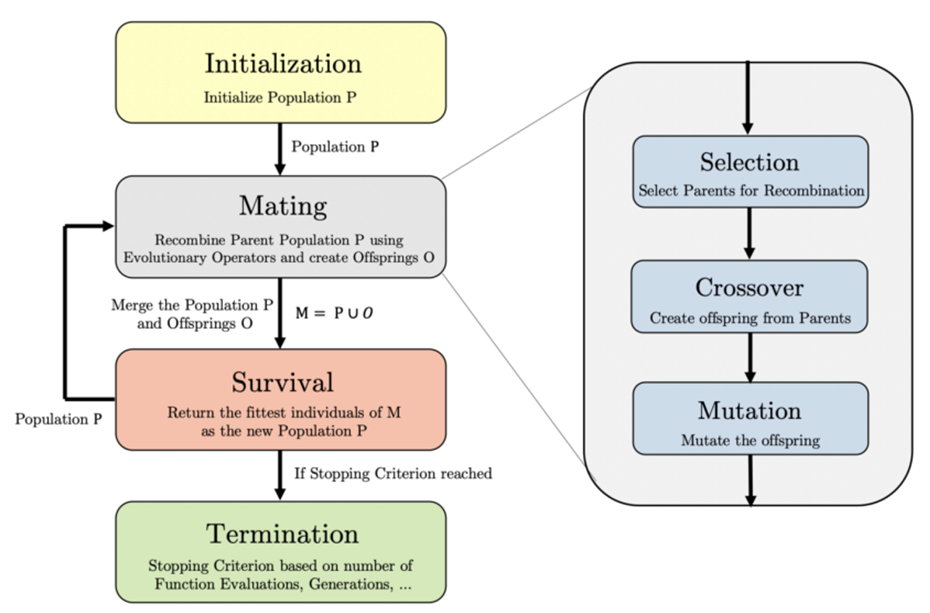 Initialization
Initialize Population P
Population P
Mating
Recombine Parent Population P using
Evolutionary Operators and create Offsprings O
Merge the Population P
and Offsprings O
M = P ∪ O
Survival
Return the fittest individuals of M
as the new Population P
Population P
If Stopping Criterion reached
Termination
Stopping Criterion based on number of
Function Evaluations, Generations, ...
Selection
Select Parents for Recombination
Crossover
Create offspring from Parents
Mutation
Mutate the offspring